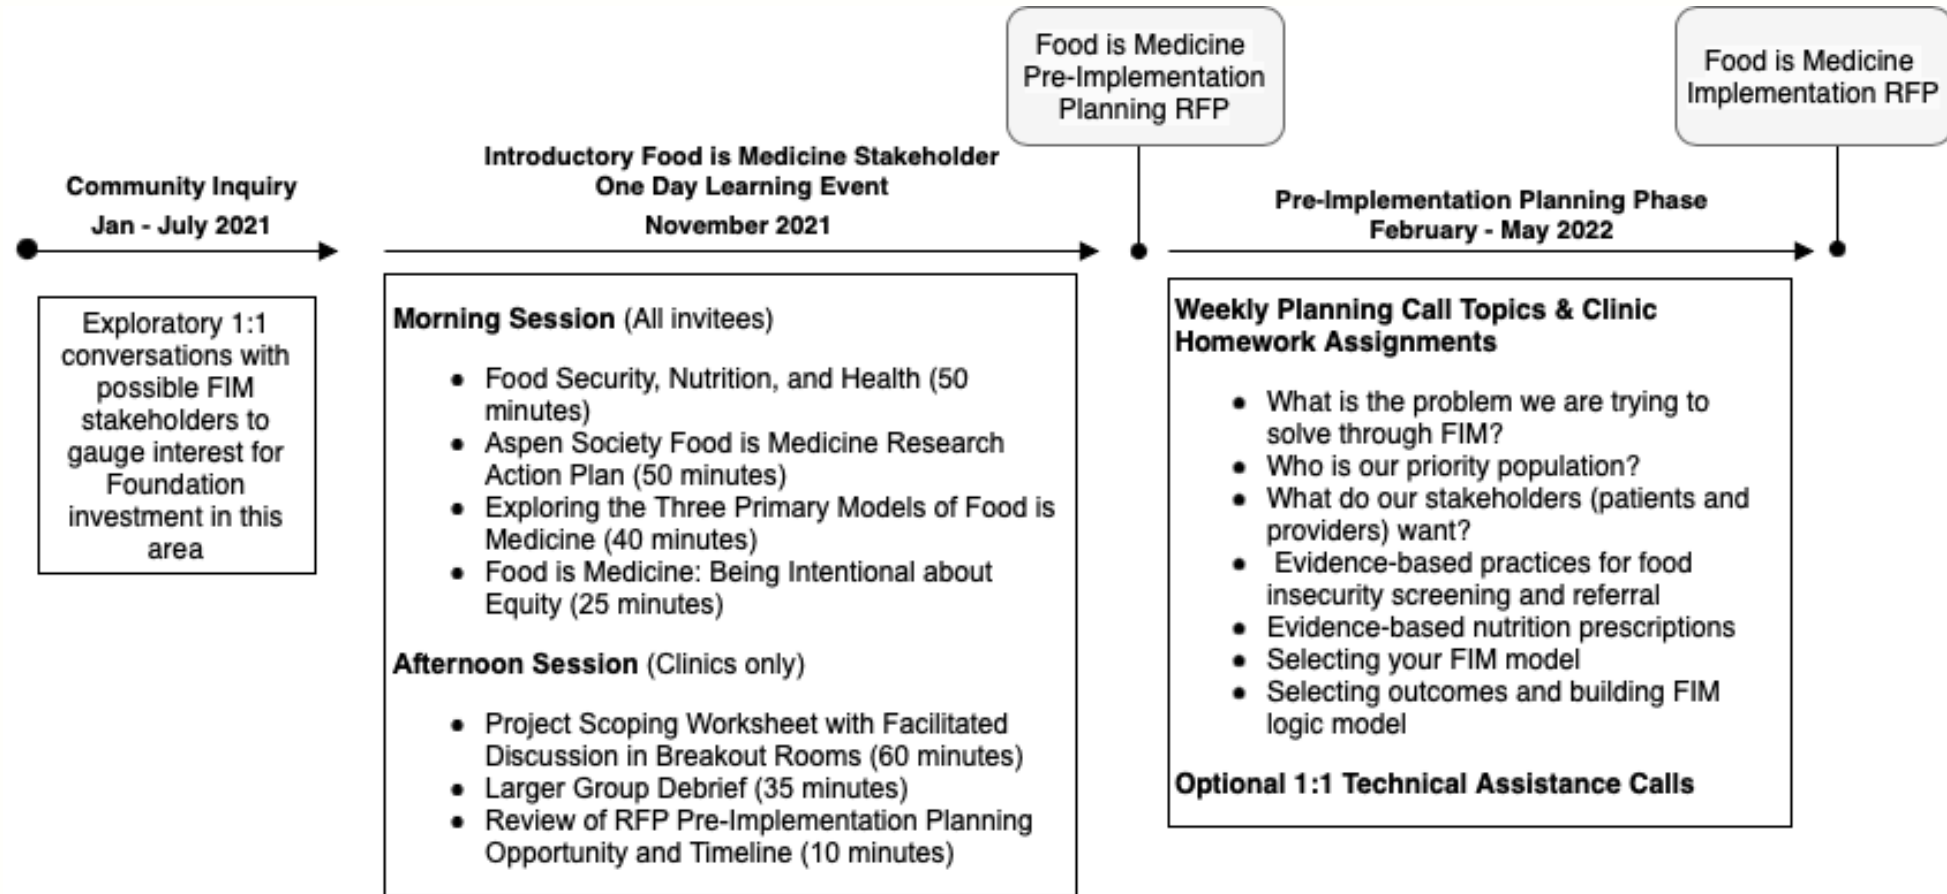 Food is Medicine
Pre-Implementation
Planning RFP
Food is Medicine
Implementation RFP
Community Inquiry
Jan - July 2021
Exploratory 1:1
conversations with
possible FIM
stakeholders to
gauge interest for
Foundation
investment in this
area
Introductory Food is Medicine Stakeholder
One Day Learning Event
November 2021
Morning Session (All invitees)
● Food Security, Nutrition, and Health (50
minutes)
● Aspen Society Food is Medicine Research
Action Plan (50 minutes)
● Exploring the Three Primary Models of Food is
Medicine (40 minutes)
● Food is Medicine: Being Intentional about
Equity (25 minutes)
Afternoon Session (Clinics only)
● Project Scoping Worksheet with Facilitated
Discussion in Breakout Rooms (60 minutes)
● Larger Group Debrief (35 minutes)
● Review of RFP Pre-Implementation Planning
Opportunity and Timeline (10 minutes)
Pre-Implementation Planning Phase
February - May 2022
Weekly Planning Call Topics & Clinic
Homework Assignments
● What is the problem we are trying to
solve through FIM?
● Who is our priority population?
● What do our stakeholders (patients and
providers) want?
● Evidence-based practices for food
insecurity screening and referral
● Evidence-based nutrition prescriptions
● Selecting your FIM model
● Selecting outcomes and building FIM
logic model
Optional 1:1 Technical Assistance Calls